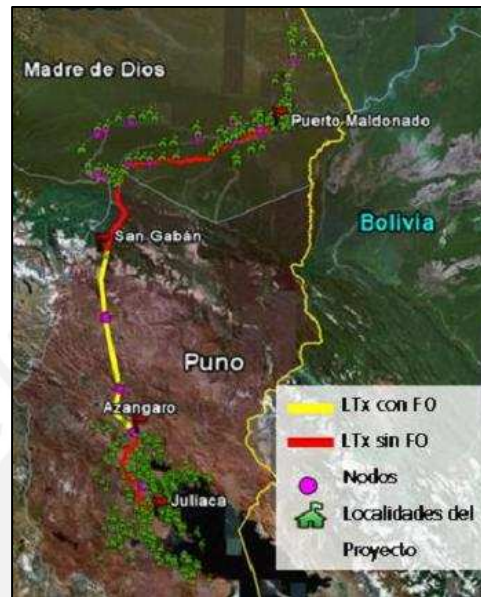 Madre de Dios
Puerto Maldonado
Bolivia
San Gabán
Puno
Azangaro
Juliaca
LTx con FO
LTx sin FO
Nodos
Localidades del
Proyecto